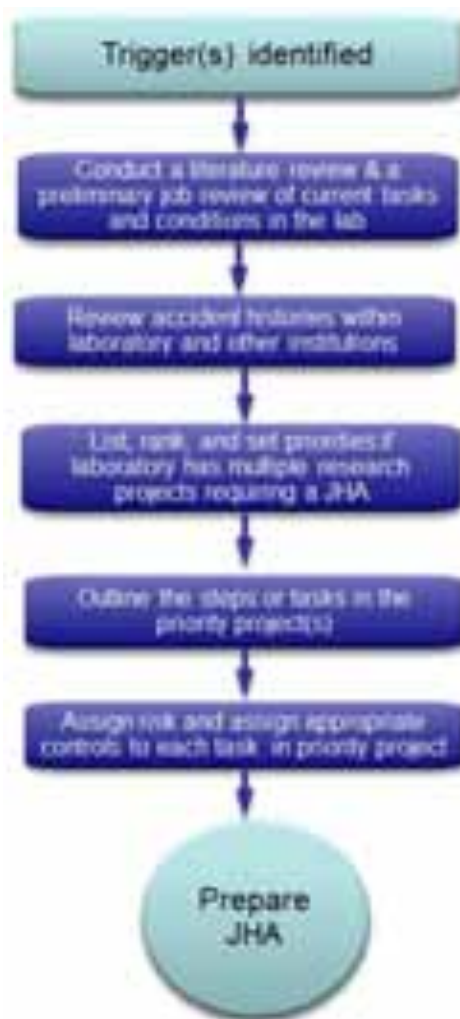 Trigger(s) identified
Conduct a literature review & a
preliminary job review of current tasks
and conditions in the lab
Review accident histories within
laboratory and other institutions
List, rank, and set priorities if
laboratory has multiple research
projects requiring a JHA
Outline the steps or tasks in the
priority project(s)
Assign risk and assign appropriate
controls to each task in priority project
Prepare
JHA